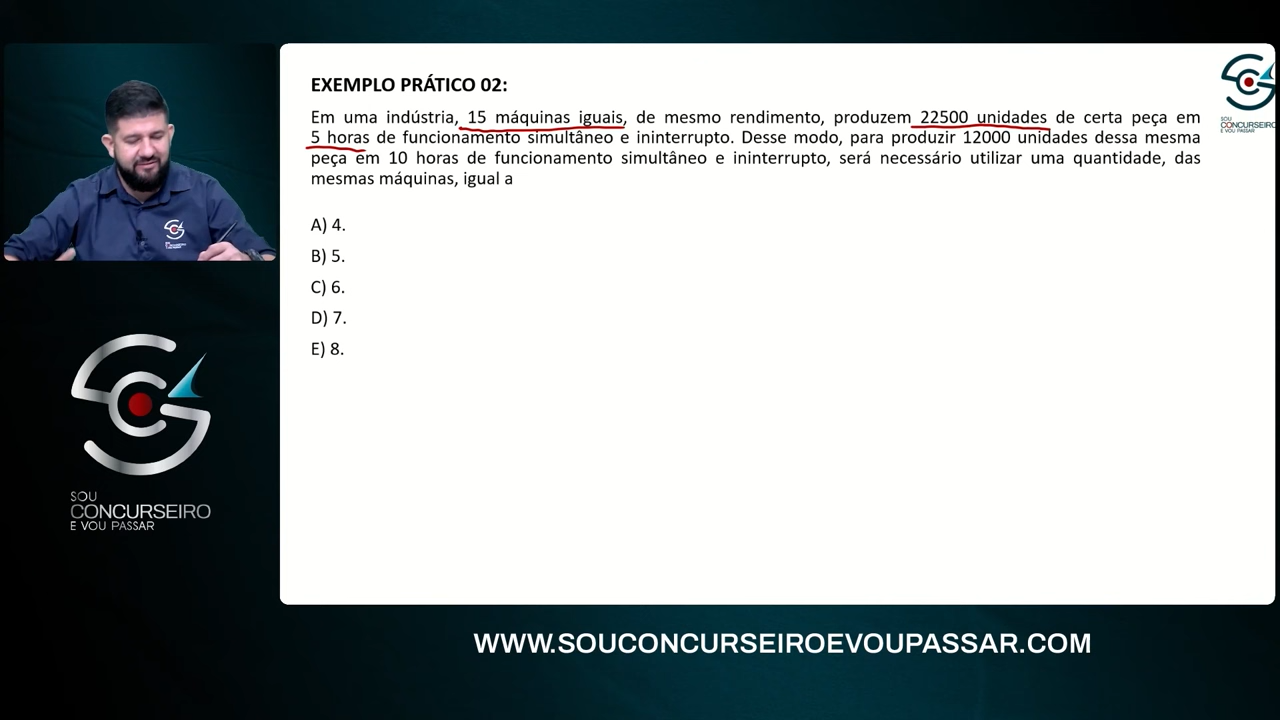 EXEMPLO PRÁTICO 02:
Em uma indústria, 15 máquinas iguais, de mesmo rendimento, produzem 22500 unidades de certa peça em
5 horas de funcionamento simultâneo e ininterrupto. Desse modo, para produzir 12000 unidades dessa mesma
peça em 10 horas de funcionamento simultâneo e ininterrupto, será necessário utilizar uma quantidade, das
mesmas máquinas, igual a
A) 4.
B) 5.
C) 6.
D) 7.
E) 8.
SOU
CONCURSEIRO
E VOU PASSAR
SOU
CONCURSEIRO
E VOU PASSAR
WWW.SOUCONCURSEIROEVOUPASSAR.COM